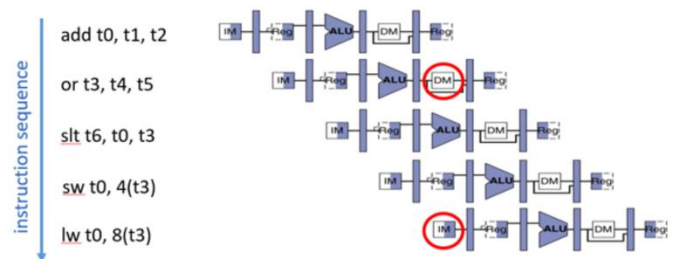 instruction sequence
add t0, t1, t2
IM Reg ALU DM Reg
or t3, t4, t5
IM Reg ALU DM Reg
slt t6, t0, t3
IM Reg ALU DM Reg
sw t0, 4(t3)
IM Reg ALU DM Reg
lw t0, 8(t3)
IM Reg ALU DM Reg